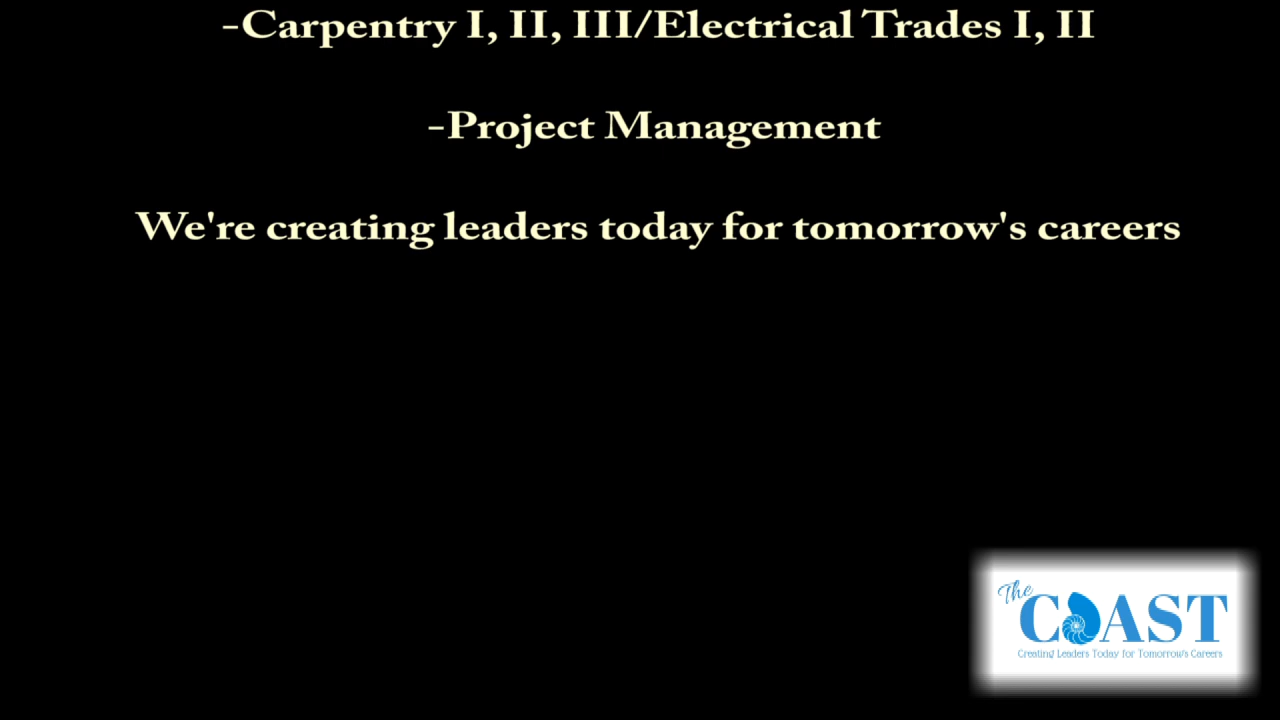 -Carpentry I, II, III/Electrical Trades I, II
-Project Management
We're creating leaders today for tomorrow's careers
The
COAST
Creating Leaders Today for Tomorrow's Careers